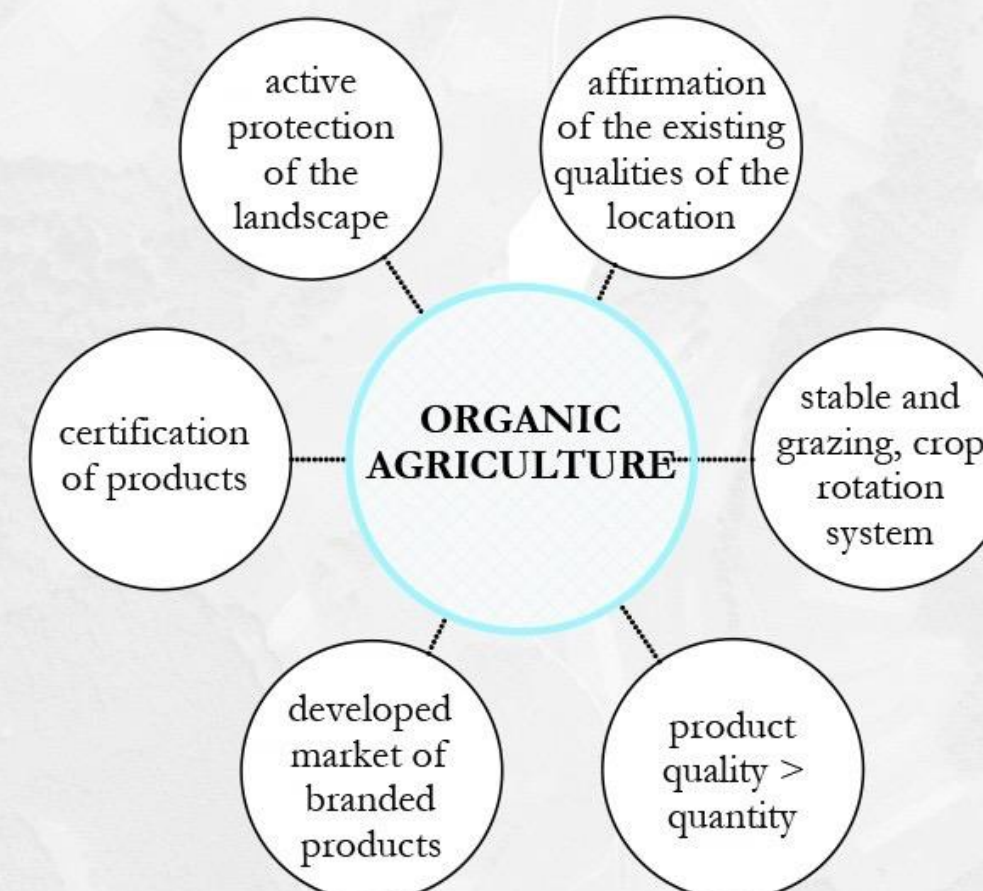 active
protection
of the
landscape
affirmation
of the existing
qualities of the
location
certification
of products
ORGANIC
AGRICULTURE
stable and
grazing, crop
rotation
system
developed
market of
branded
products
product
quality >
quantity